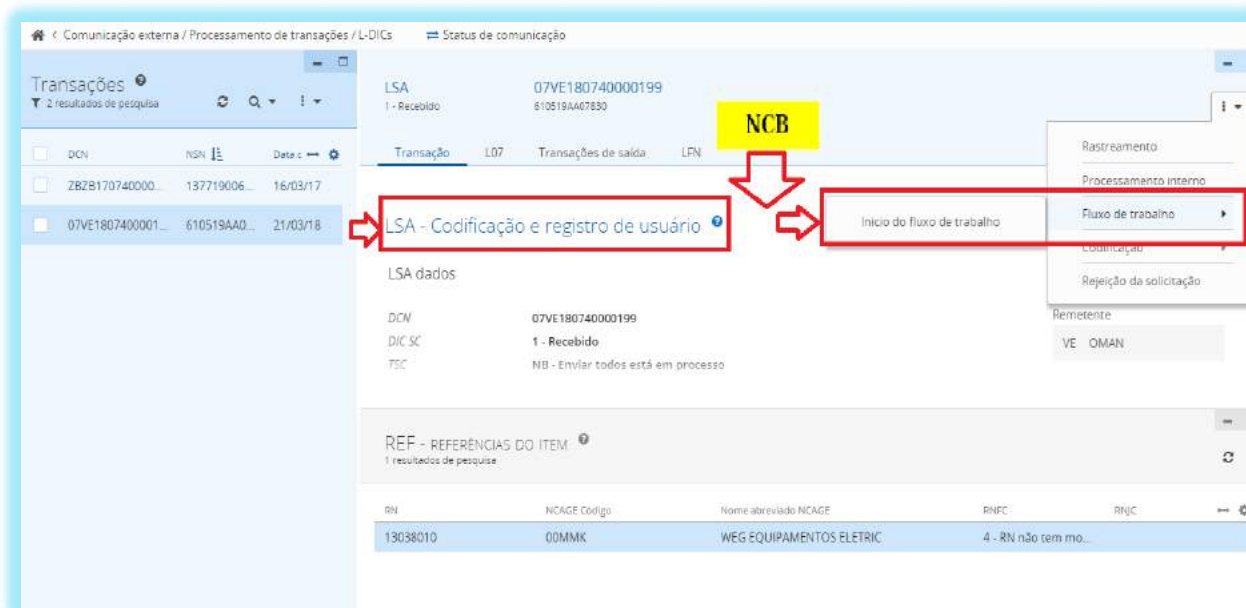 < Comunicação externa / Processamento de transações / L-DICs Status de comunicação
Transações
2 resultados de pesquisa
DCN NSN Data c
ZBZB170740000... 137719006... 16/03/17
07VE1807400001... 610519AA0... 21/03/18
LSA 07VE180740000199
1 - Recebido 610519AA07830
NCB
Transação L07 Transações de saída LFN
Rastreamento
Processamento interno
Fluxo de trabalho
Início do fluxo de trabalho
Codificação
Rejeição da solicitação
LSA - Codificação e registro de usuário
LSA dados
DCN 07VE180740000199
DIC SC 1 - Recebido
TSC NB - Enviar todos está em processo
Remetente
VE OMAN
REF - REFERÊNCIAS DO ITEM
1 resultados de pesquisa
RN NCAGE Código Nome abreviado NCAGE RNFC RNJC
13038010 00MMK WEG EQUIPAMENTOS ELETRIC 4 - RN não tem mo...